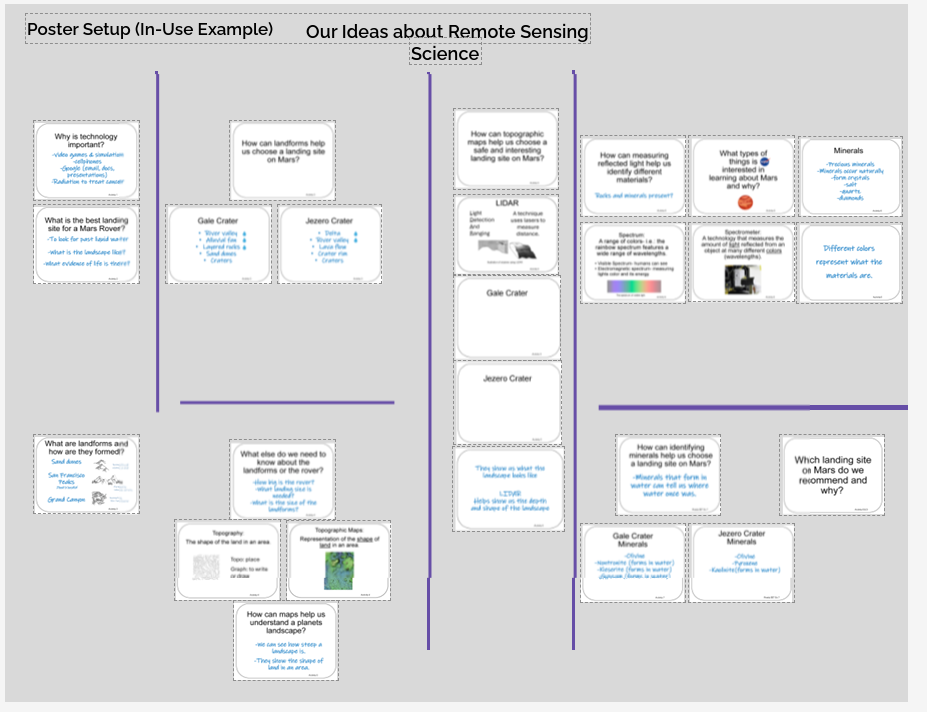 Poster Setup (In-Use Example)
Our Ideas about Remote Sensing
Science
Why is technology
important?
-video games & simulation
-cellphones
-Google (email, docs,
presentations)
-Radiation to treat cancer
What is the best landing
site for a Mars Rover?
-To look for past liquid water
-What is the landscape like?
-What evidence of life is there?
How can landforms help
us choose a landing site
on Mars?
Gale Crater
• River valley
• Alluvial fan
• Layered rocks
• Sand dunes
• Craters
Jezero Crater
• Delta
• River valley
• Lava flow
• Crater rim
• Craters
How can topographic
maps help us choose a
safe and interesting
landing site on Mars?
LIDAR
Light
Detection
And
Ranging
A technique
uses lasers to
measure
distance.
Gale Crater
Jezero Crater
They show us what the
landscape looks like
LIDAR
Helps show us the depth
and shape of the landscape
How can measuring
reflected light help us
identify different
materials?
Rocks and minerals present?
What types of
things is
interested in
learning about Mars
and why?
Minerals
-Precious minerals
-Minerals occur naturally
-form crystals
-salt
-quartz
-diamonds
Spectrum:
A range of colors- i.e.: the
rainbow spectrum features a
wide range of wavelengths.
• Visible Spectrum: humans can see
• Electromagnetic spectrum: measuring
lights color and its energy
Spectrometer:
A technology that measures the
amount of light reflected from an
object at many different colors
(wavelengths).
Different colors
represent what the
materials are.
What are landforms and
how are they formed?
Sand dunes
San Francisco
Peaks
Grand Canyon
What else do we need to
know about the
landforms or the rover?
-How big is the rover?
-What landing size is
needed?
-What is the size of the
landforms?
Topography:
The shape of the land in an area.
Topo: place
Graph: to write
or draw
Topographic Maps:
Representation of the shape of
land in an area.
How can maps help us
understand a planets
landscape?
-We can see how steep a
landscape is.
-They show the shape of
land in an area.
How can identifying
minerals help us choose
a landing site on Mars?
-Minerals that form in
water can tell us where
water once was.
Which landing site
on Mars do we
recommend and
why?
Gale Crater
Minerals
-Olivine
-Nontronite (forms in water)
-Kieserite (forms in water)
-Gypsum (forms in water)
Jezero Crater
Minerals
-Olivine
-Pyroxene
-Kaolinite(forms in water)